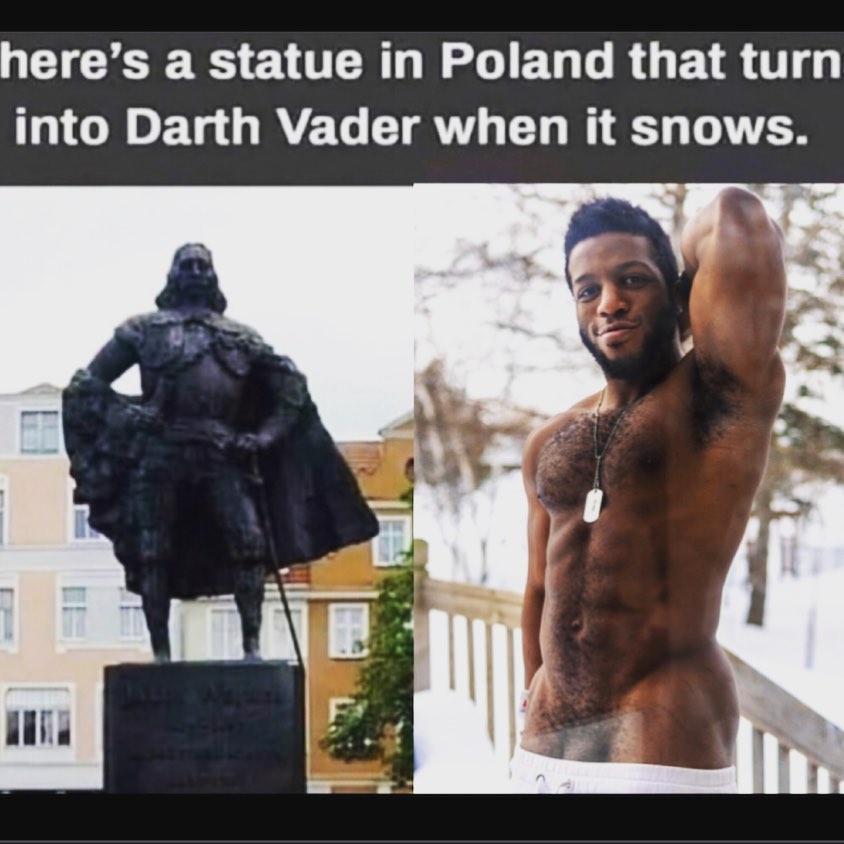 here's a statue in Poland that turn
into Darth Vader when it snows.